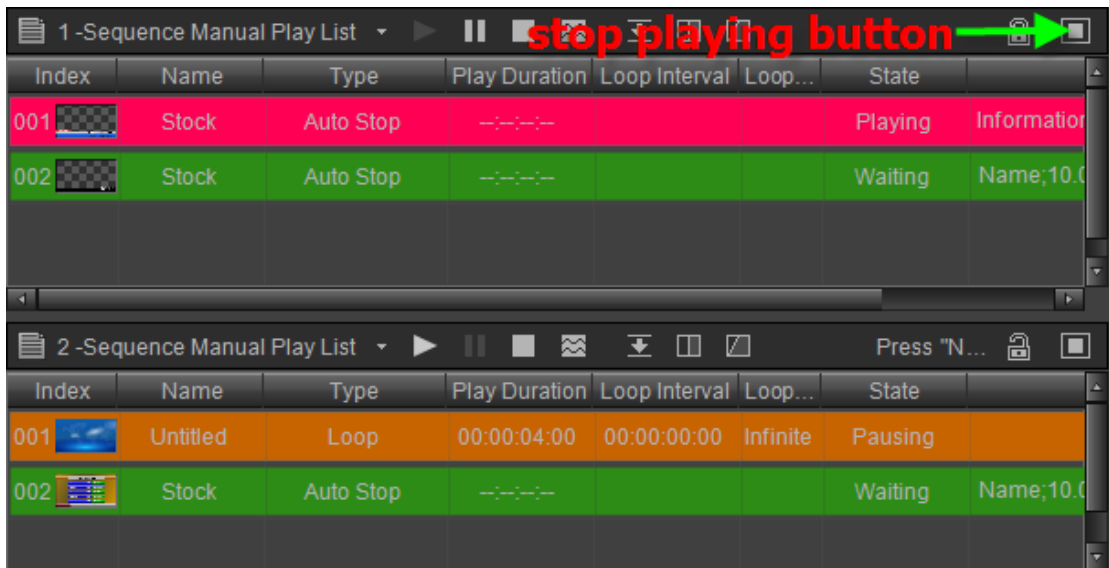 1 -Sequence Manual Play List stop playing button
Index Name Type Play Duration Loop Interval Loop... State
001 Stock Auto Stop --:--:--:-- Playing Information
002 Stock Auto Stop --:--:--:-- Waiting Name;10.0
2 -Sequence Manual Play List Press "N...
Index Name Type Play Duration Loop Interval Loop... State
001 Untitled Loop 00:00:04:00 00:00:00:00 Infinite Pausing
002 Stock Auto Stop --:--:--:-- Waiting Name;10.0